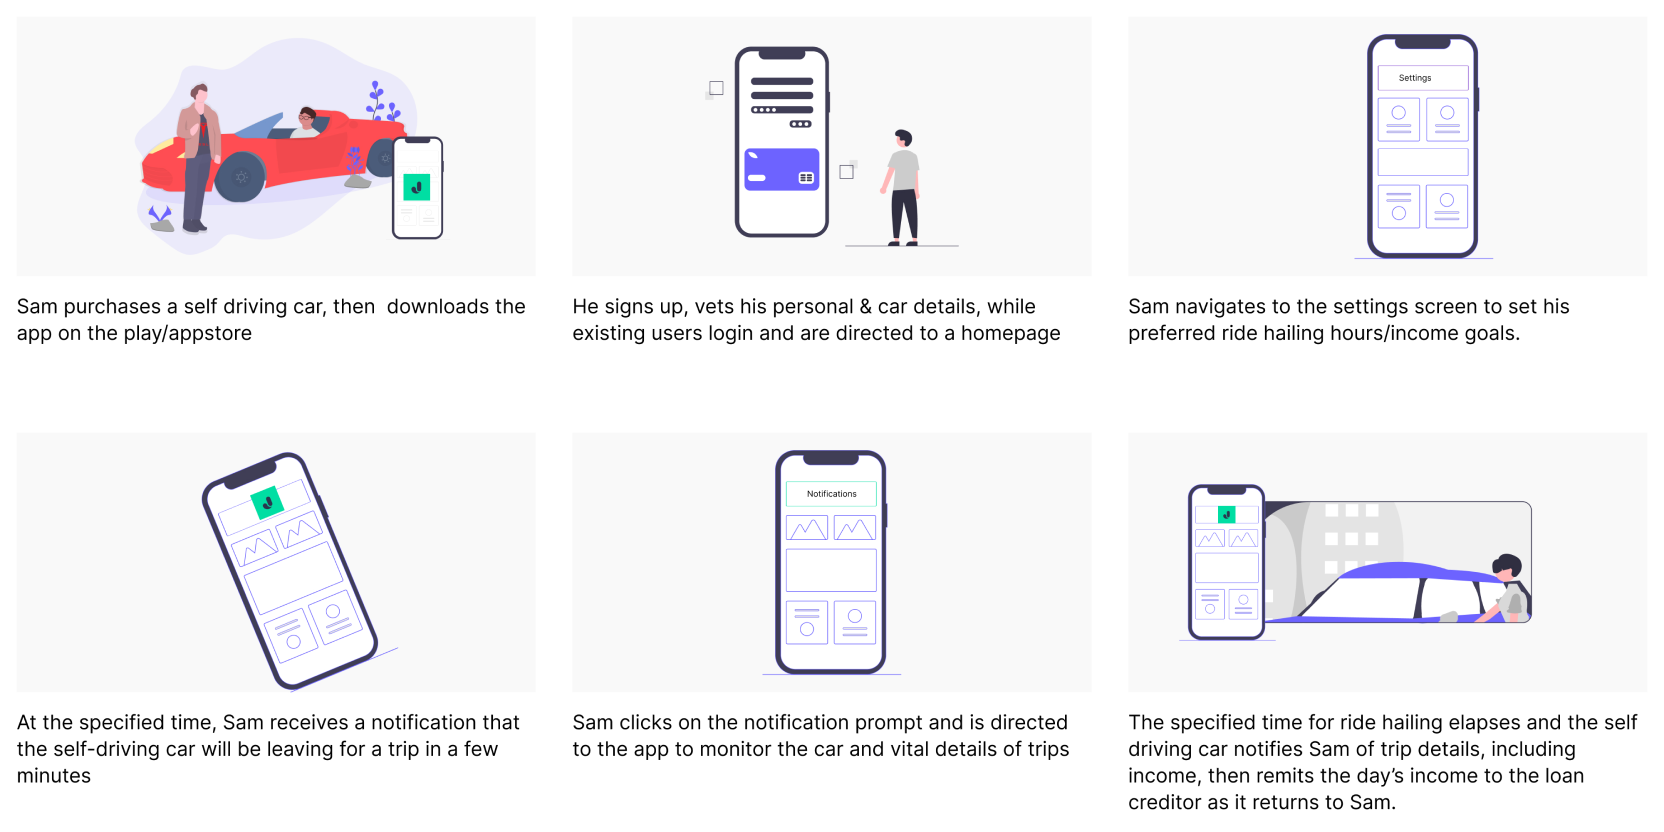 Sam purchases a self driving car, then  downloads the
app on the play/appstore
He signs up, vets his personal & car details, while
existing users login and are directed to a homepage
Settings
Sam navigates to the settings screen to set his
preferred ride hailing hours/income goals.
At the specified time, Sam receives a notification that
the self-driving car will be leaving for a trip in a few
minutes
Notifications
Sam clicks on the notification prompt and is directed
to the app to monitor the car and vital details of trips
The specified time for ride hailing elapses and the self
driving car notifies Sam of trip details, including
income, then remits the day’s income to the loan
creditor as it returns to Sam.